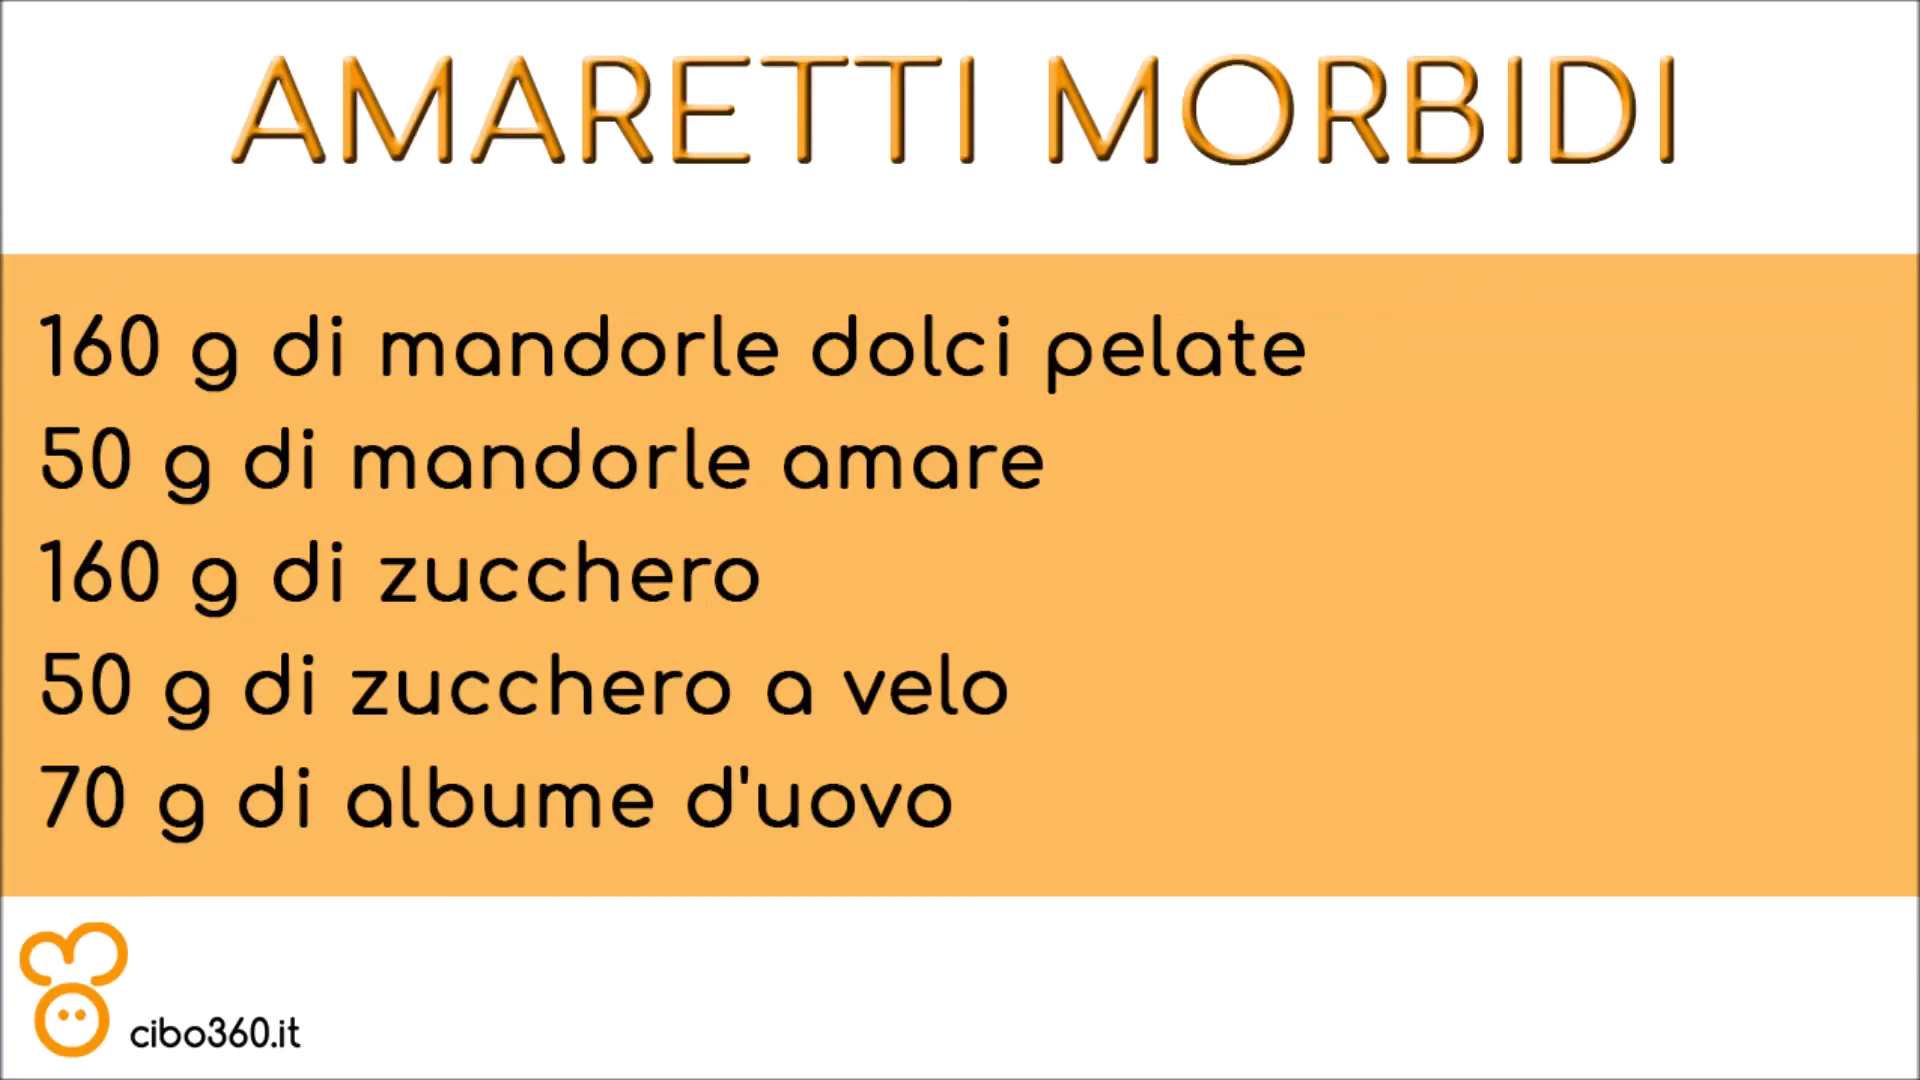 AMARETTI MORBIDI
160 g di mandorle dolci pelate
50 g di mandorle amare
160 g di zucchero
50 g di zucchero a velo
70 g di albume d'uovo
cibo360.it